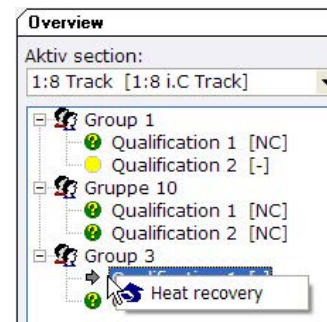 Overview
Aktiv section:
1:8 Track [1:8 i.C Track]
Group 1
Qualification 1 [NC]
Qualification 2 [-]
Gruppe 10
Qualification 1 [NC]
Qualification 2 [NC]
Group 3
Heat recovery